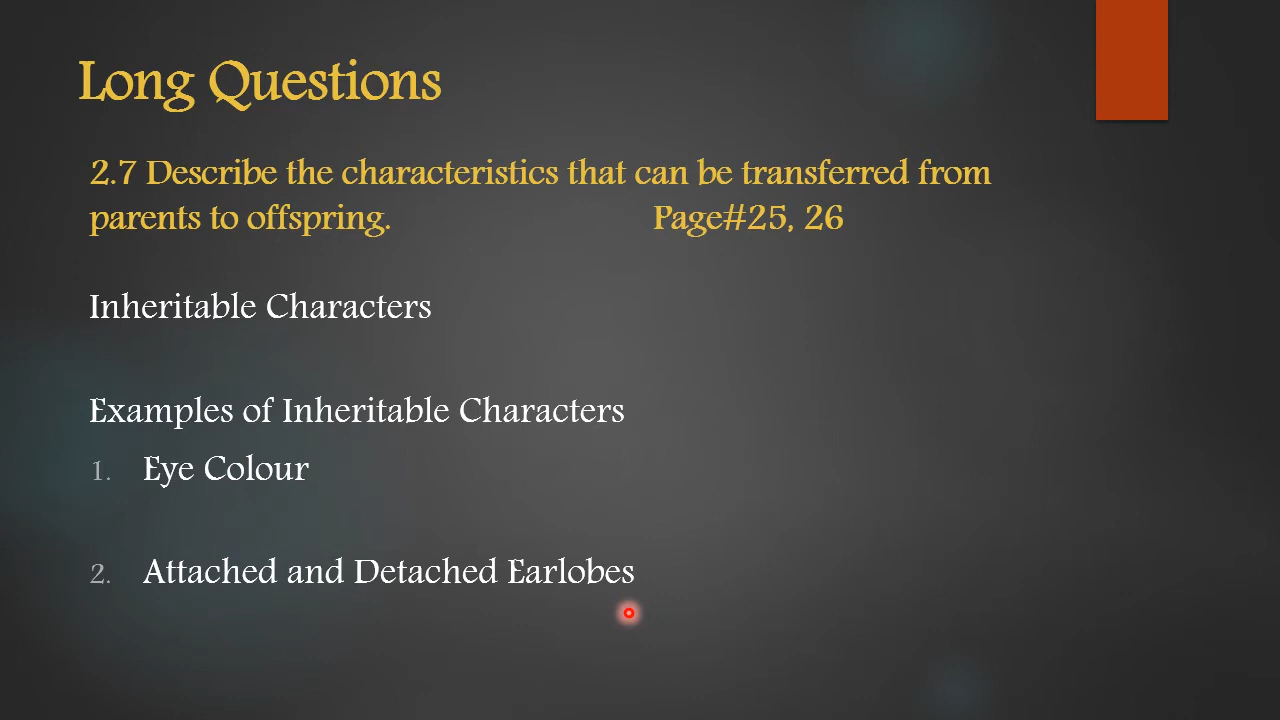 Long Questions
2.7 Describe the characteristics that can be transferred from
parents to offspring. Page#25, 26
Inheritable Characters
Examples of Inheritable Characters
1. Eye Colour
2. Attached and Detached Earlobes